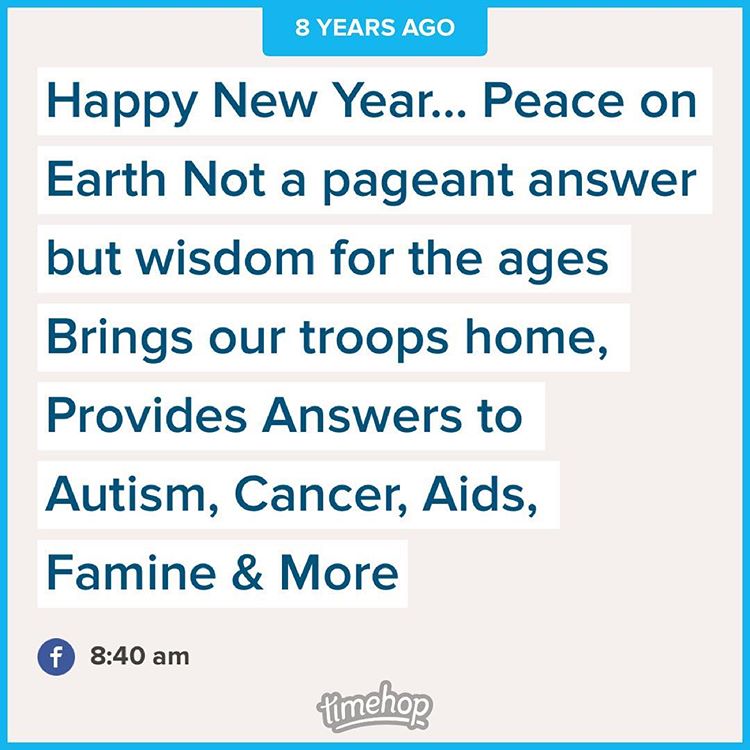 8 YEARS AGO
Happy New Year... Peace on
Earth Not a pageant answer
but wisdom for the ages
Brings our troops home,
Provides Answers to
Autism, Cancer, Aids,
Famine & More
f 8:40 am
timehop